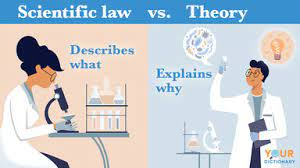 Scientific law vs. Theory
Describes
what
Explains
why
YOUR
DICTIONARY